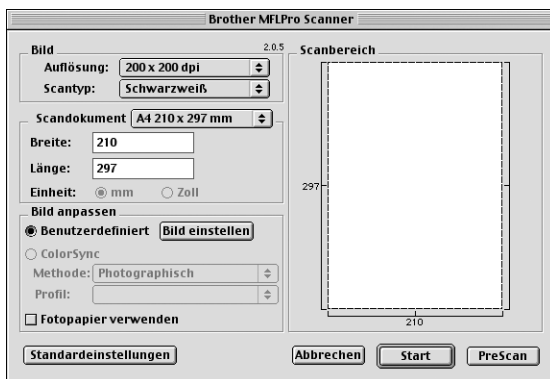 Brother MFLPro Scanner
Bild 2.0.5
Auflösung: 200 x 200 dpi
Scantyp: Schwarzweiß
Scandokument A4 210 x 297 mm
Breite: 210
Länge: 297
Einheit: mm Zoll
Bild anpassen
Benutzerdefiniert Bild einstellen
ColorSync
Methode: Photographisch
Profil:
Fotopapier verwenden
Scanbereich
297
210
Standardeinstellungen Abbrechen Start PreScan